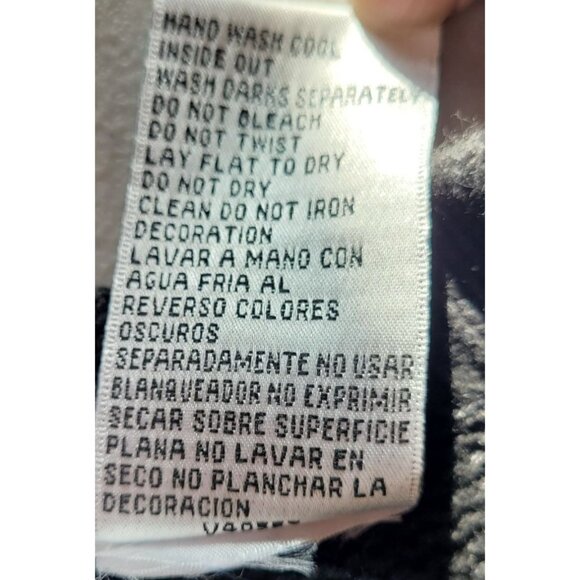 HAND WASH COOL
INSIDE OUT
WASH DARKS SEPARATELY
DO NOT BLEACH
DO NOT TWIST
LAY FLAT TO DRY
DO NOT DRY
CLEAN DO NOT IRON
DECORATION
LAVAR A MANO CON
AGUA FRIA AL
REVERSO COLORES
OSCUROS
SEPARADAMENTE NO USAR
BLANQUEADOR NO EXPRIMIR
SECAR SOBRE SUPERFICIE
PLANA NO LAVAR EN
SECO NO PLANCHAR LA
DECORACION